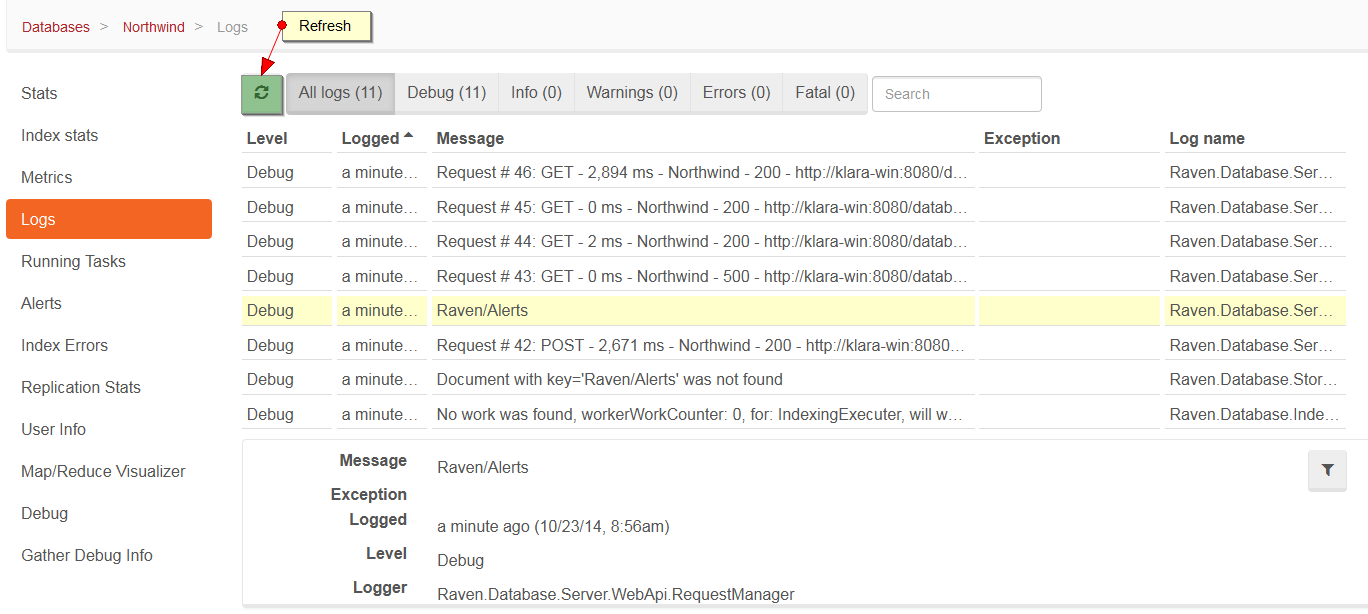 Databases > Northwind > Logs
Refresh
All logs (11) Debug (11) Info (0) Warnings (0) Errors (0) Fatal (0) Search
Stats
Index stats
Metrics
Logs
Running Tasks
Alerts
Index Errors
Replication Stats
User Info
Map/Reduce Visualizer
Debug
Gather Debug Info
Level Logged Message Exception Log name
Debug a minute… Request # 46: GET - 2,894 ms - Northwind - 200 - http://klara-win:8080/d… Raven.Database.Ser…
Debug a minute… Request # 45: GET - 0 ms - Northwind - 200 - http://klara-win:8080/datab… Raven.Database.Ser…
Debug a minute… Request # 44: GET - 2 ms - Northwind - 200 - http://klara-win:8080/datab… Raven.Database.Ser…
Debug a minute… Request # 43: GET - 0 ms - Northwind - 500 - http://klara-win:8080/datab… Raven.Database.Ser…
Debug a minute… Raven/Alerts Raven.Database.Ser…
Debug a minute… Request # 42: POST - 2,671 ms - Northwind - 200 - http://klara-win:8080… Raven.Database.Ser…
Debug a minute… Document with key='Raven/Alerts' was not found Raven.Database.Stor…
Debug a minute… No work was found, workerWorkCounter: 0, for: IndexingExecuter, will w… Raven.Database.Inde…
Message Raven/Alerts
Exception
Logged a minute ago (10/23/14, 8:56am)
Level Debug
Logger Raven.Database.Server.WebApi.RequestManager